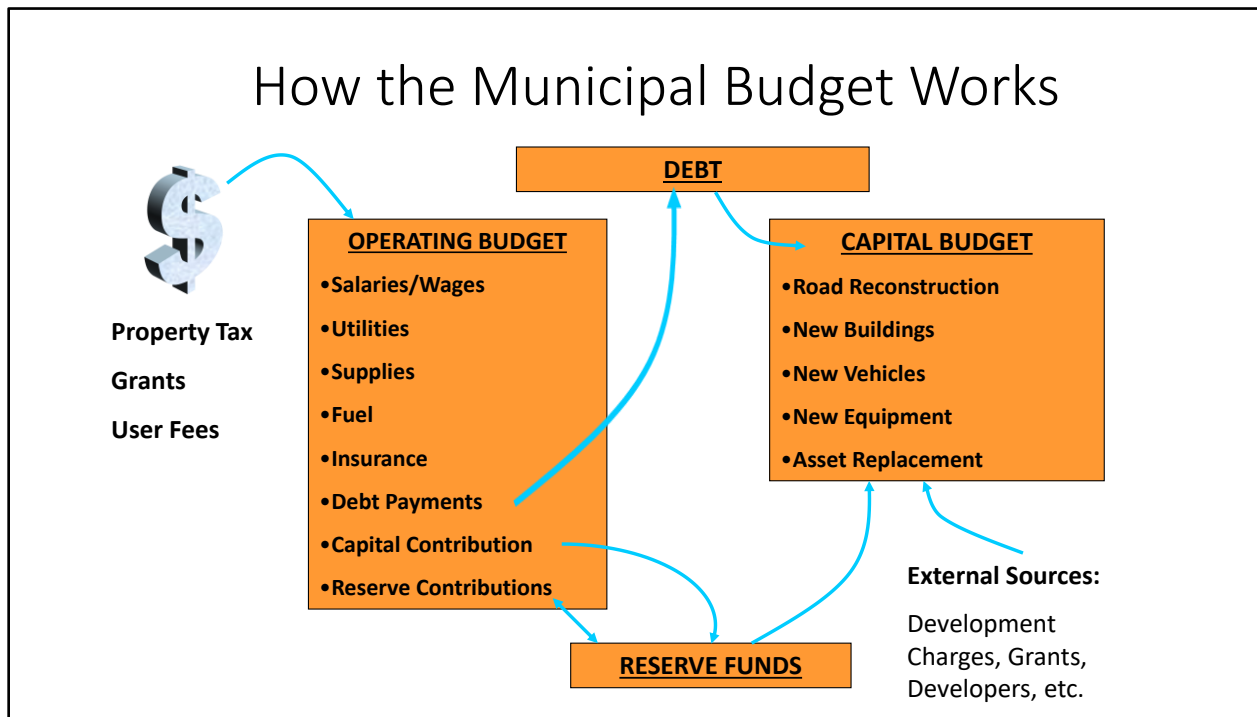 How the Municipal Budget Works
DEBT
Property Tax
Grants
User Fees
OPERATING BUDGET
•Salaries/Wages
•Utilities
•Supplies
•Fuel
•Insurance
•Debt Payments
•Capital Contribution
•Reserve Contributions
CAPITAL BUDGET
•Road Reconstruction
•New Buildings
•New Vehicles
•New Equipment
•Asset Replacement
RESERVE FUNDS
External Sources:
Development
Charges, Grants,
Developers, etc.